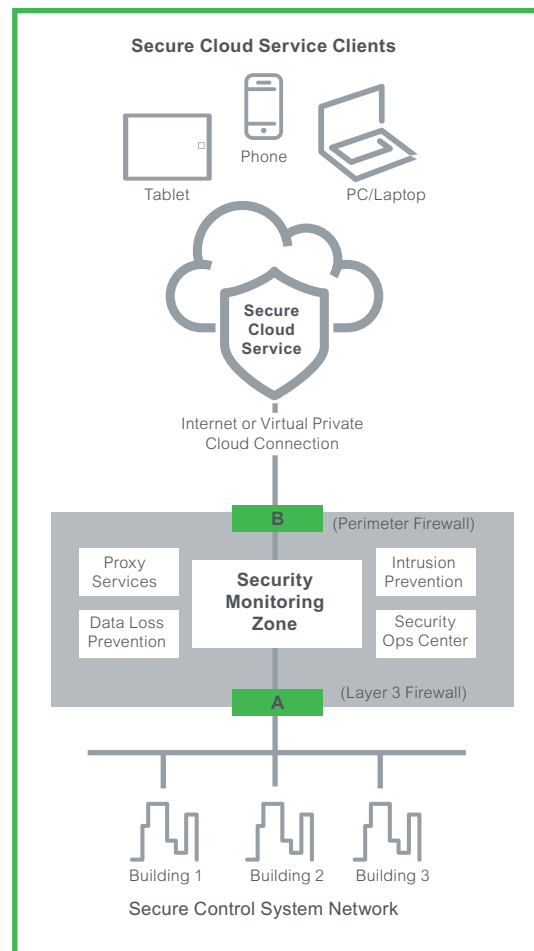 Secure Cloud Service Clients
Phone
Tablet
PC/Laptop
Secure
Cloud
Service
Internet or Virtual Private
Cloud Connection
B
(Perimeter Firewall)
Proxy
Services
Security
Monitoring
Zone
Intrusion
Prevention
Data Loss
Prevention
Security
Ops Center
A
(Layer 3 Firewall)
Building 1
Building 2
Building 3
Secure Control System Network